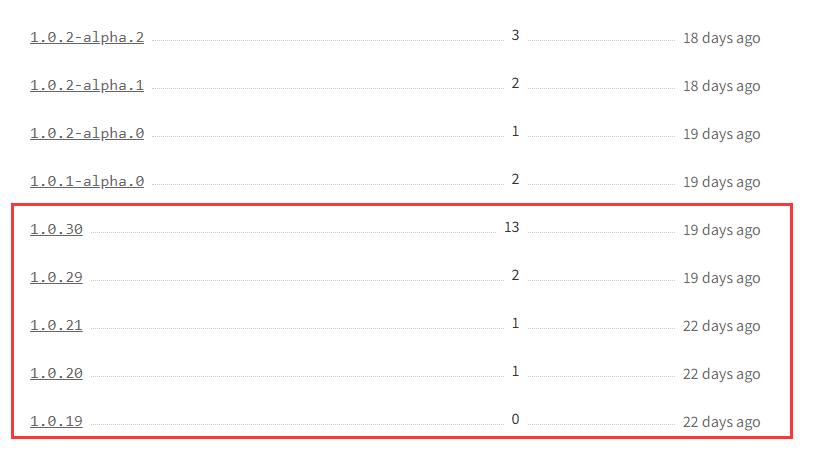 1.0.2-alpha.2 3 18 days ago
1.0.2-alpha.1 2 18 days ago
1.0.2-alpha.0 1 19 days ago
1.0.1-alpha.0 2 19 days ago
1.0.30 13 19 days ago
1.0.29 2 19 days ago
1.0.21 1 22 days ago
1.0.20 1 22 days ago
1.0.19 0 22 days ago